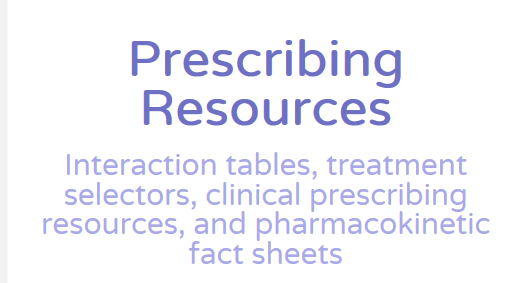 Prescribing
Resources
Interaction tables, treatment
selectors, clinical prescribing
resources, and pharmacokinetic
fact sheets